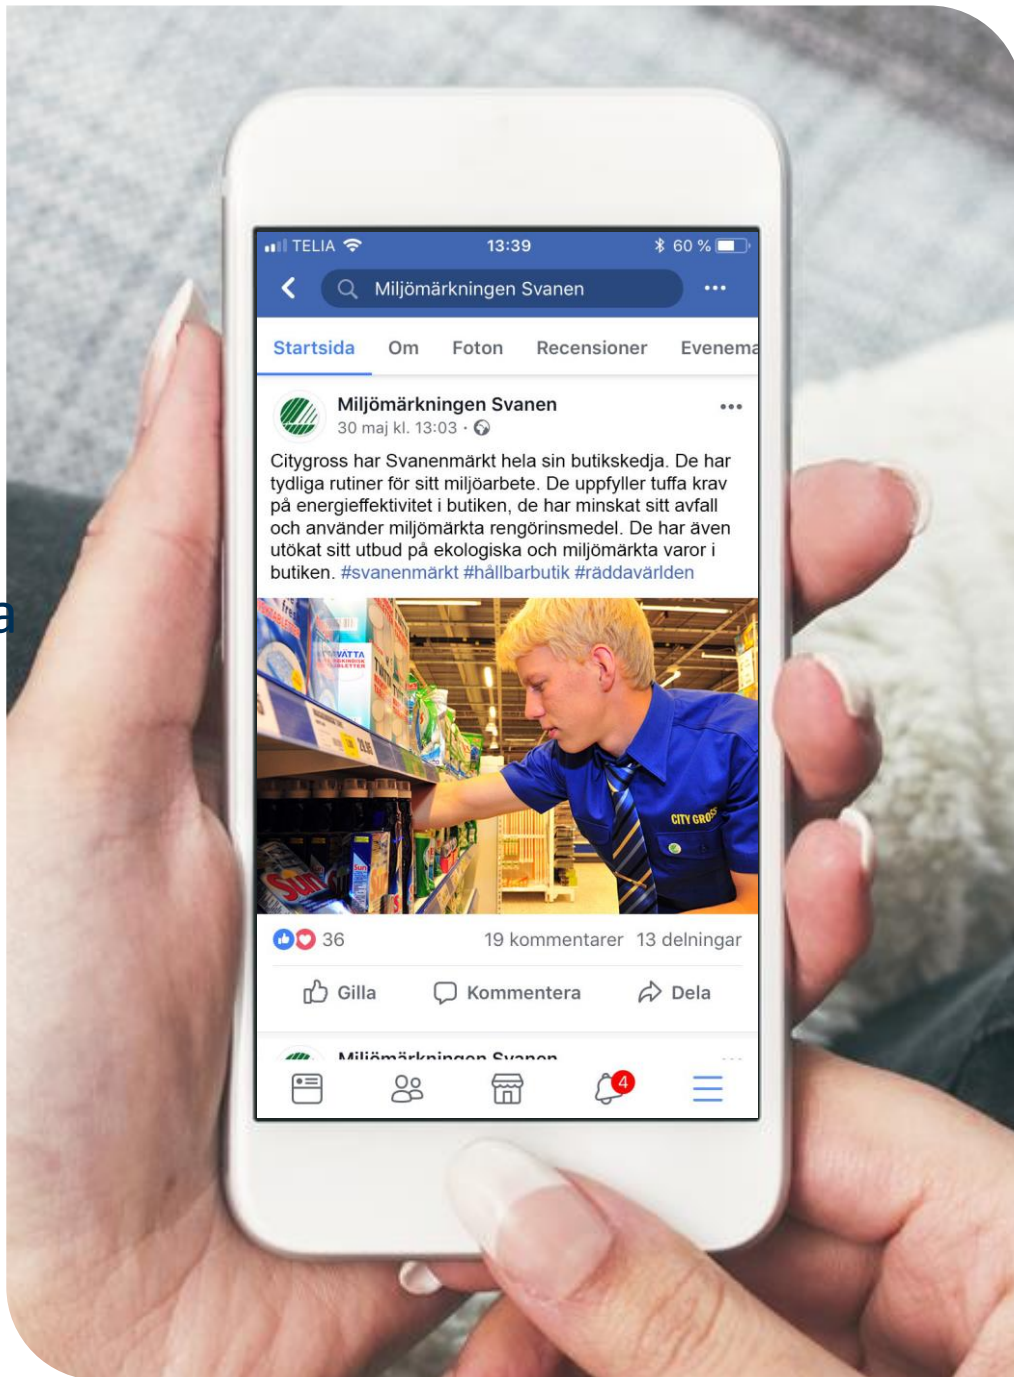 TELIA 13:39 60 %
Miljömärkningen Svanen
Startsida Om Foton Recensioner Evenema
Miljömärkningen Svanen
30 maj kl. 13:03
Citygross har Svanenmärkt hela sin butikskedja. De har
tydliga rutiner för sitt miljöarbete. De uppfyller tuffa krav
på energieffektivitet i butiken, de har minskat sitt avfall
och använder miljömärkta rengörinsmedel. De har även
utökat sitt utbud på ekologiska och miljömärkta varor i
butiken. #svanenmärkt #hållbarbutik #räddavärlden
a
CITY GROSS
Sun
36 19 kommentarer 13 delningar
Gilla Kommentera Dela
Miljömärkningen Svanen
4